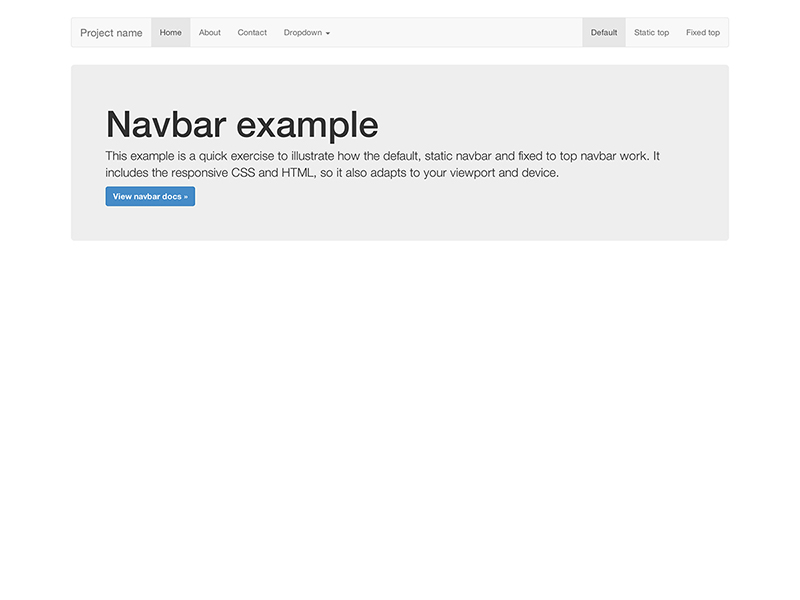 Project name Home About Contact Dropdown Default Static top Fixed top
Navbar example
This example is a quick exercise to illustrate how the default, static navbar and fixed to top navbar work. It
includes the responsive CSS and HTML, so it also adapts to your viewport and device.
View navbar docs »